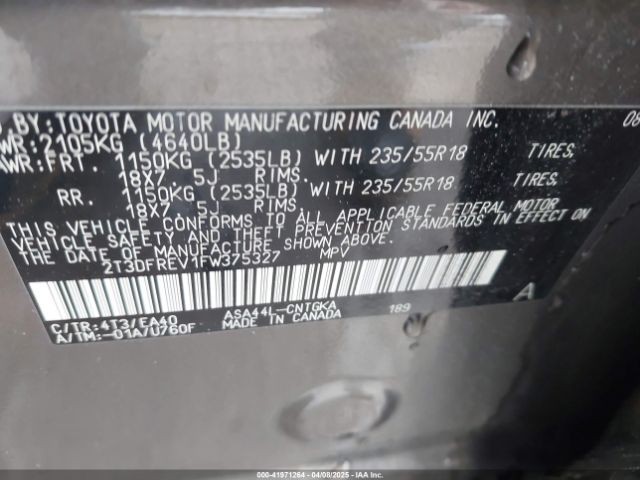 BY: TOYOTA MOTOR MANUFACTURING CANADA INC. 08
WR: 2105KG (4640LB)
AWR: FRT. 1150KG (2535LB) WITH 235/55R18 TIRES.
18X7.5J RIMS.
RR. 1150KG (2535LB) WITH 235/55R18 TIRES.
18X7.5J RIMS
THIS VEHICLE CONFORMS TO ALL APPLICABLE FEDERAL MOTOR
VEHICLE SAFETY AND THEFT PREVENTION STANDARDS IN EFFECT ON
THE DATE OF MANUFACTURE SHOWN ABOVE.
2T3DFREV1FW375327 MPV
A
C/TR: 4T3/EA40 ASA44L-CNTGKA 189
A/TM: -01A/U760F MADE IN CANADA
000-41971264 - 04/08/2025 - IAAI.com